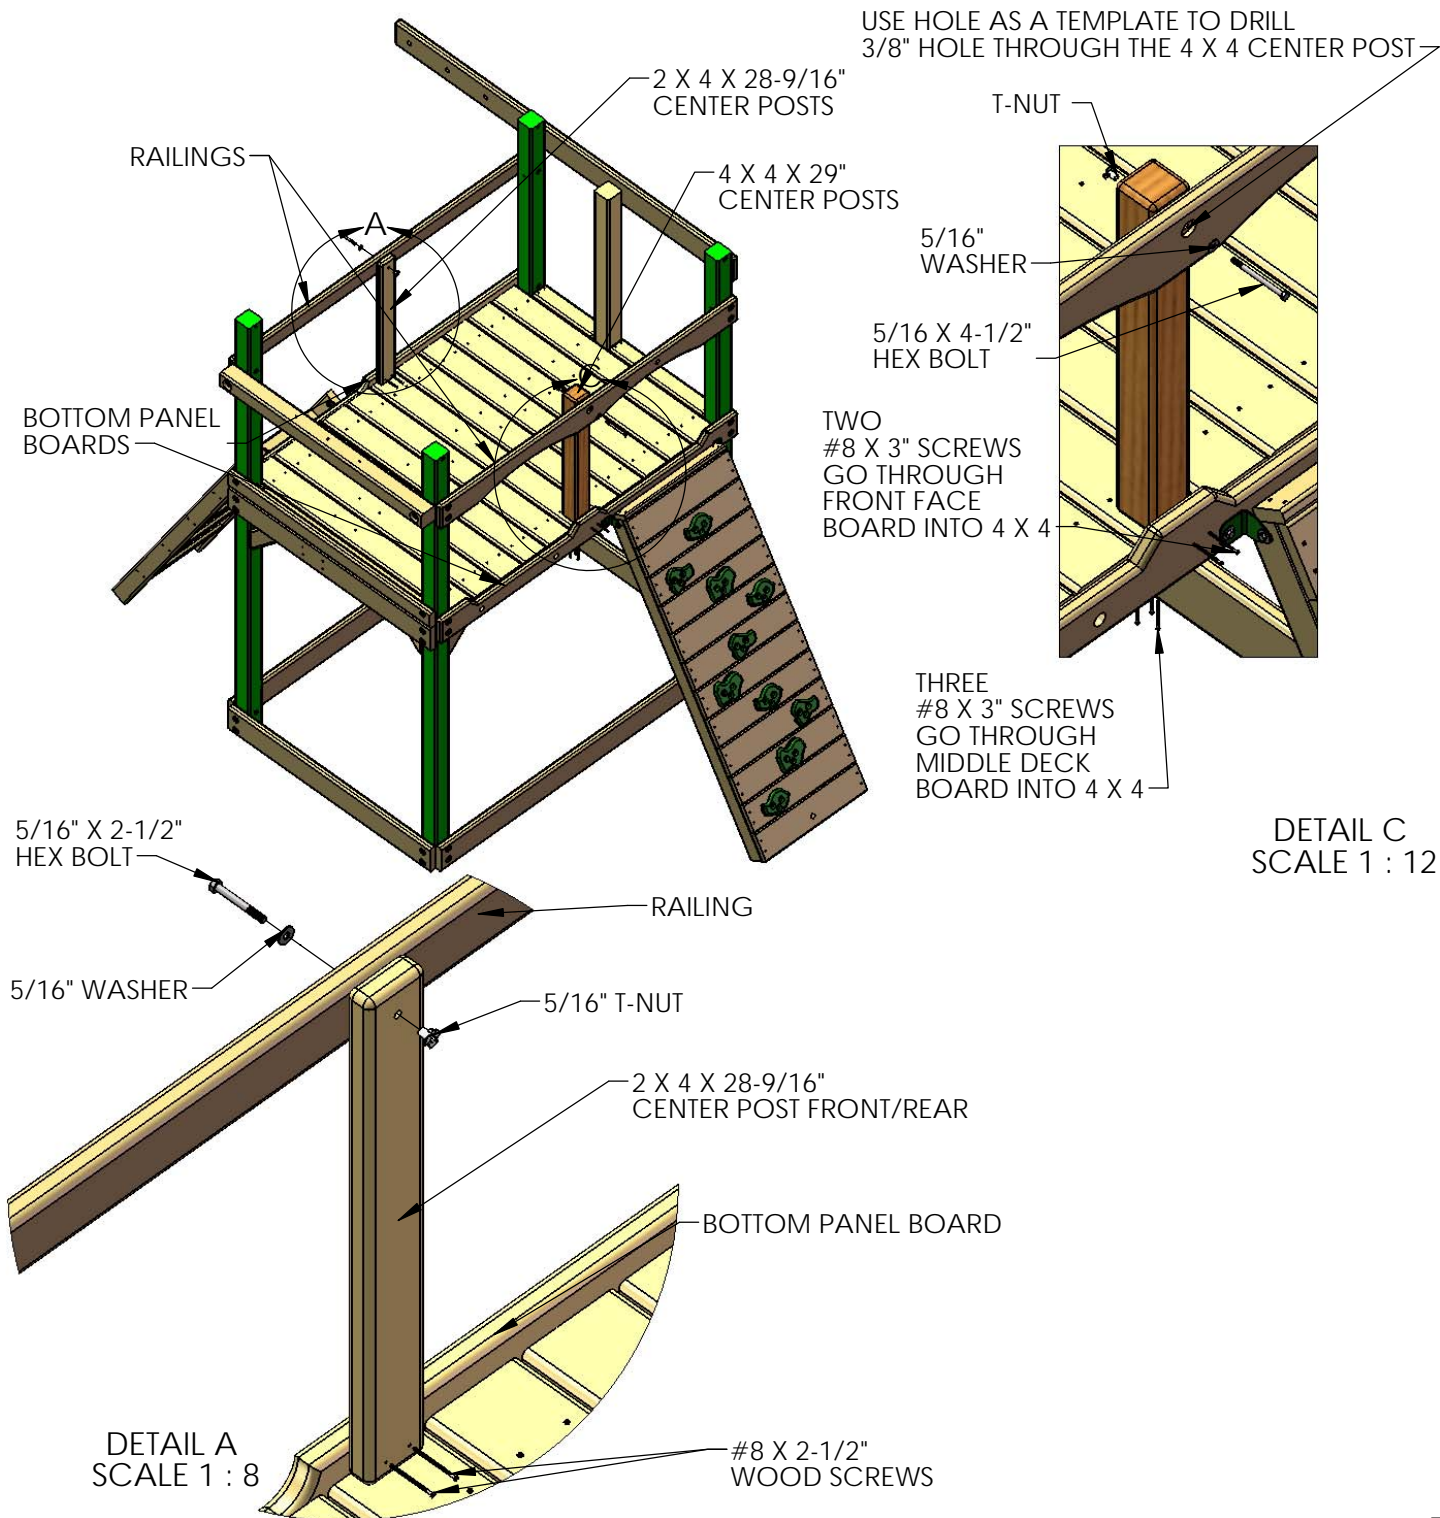 USE HOLE AS A TEMPLATE TO DRILL
3/8" HOLE THROUGH THE 4 X 4 CENTER POST
2 X 4 X 28-9/16"
CENTER POSTS
T-NUT
RAILINGS
4 X 4 X 29"
CENTER POSTS
A
5/16"
WASHER
5/16 X 4-1/2"
HEX BOLT
BOTTOM PANEL
BOARDS
TWO
#8 X 3" SCREWS
GO THROUGH
FRONT FACE
BOARD INTO 4 X 4
THREE
#8 X 3" SCREWS
GO THROUGH
MIDDLE DECK
BOARD INTO 4 X 4
DETAIL C
SCALE 1 : 12
5/16" X 2-1/2"
HEX BOLT
RAILING
5/16" WASHER
5/16" T-NUT
2 X 4 X 28-9/16"
CENTER POST FRONT/REAR
BOTTOM PANEL BOARD
DETAIL A
SCALE 1 : 8
#8 X 2-1/2"
WOOD SCREWS